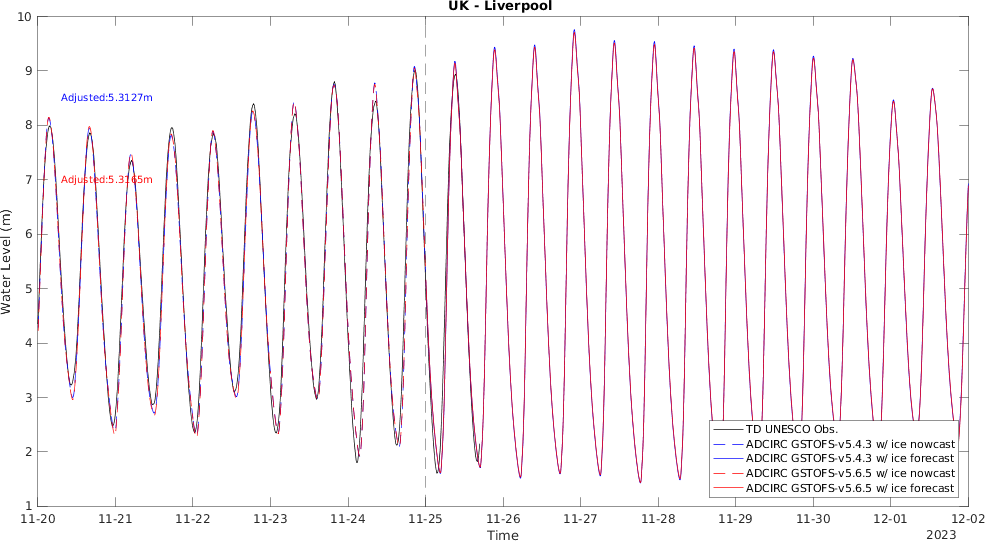 UK - Liverpool
10
9
8
7
6
5
4
3
2
1
Water Level (m)
Adjusted:5.3127m
Adjusted:5.3165m
TD UNESCO Obs.
ADCIRC GSTOFS-v5.4.3 w/ ice nowcast
ADCIRC GSTOFS-v5.4.3 w/ ice forecast
ADCIRC GSTOFS-v5.6.5 w/ ice nowcast
ADCIRC GSTOFS-v5.6.5 w/ ice forecast
11-20 11-21 11-22 11-23 11-24 11-25 11-26 11-27 11-28 11-29 11-30 12-01 12-02
Time
2023